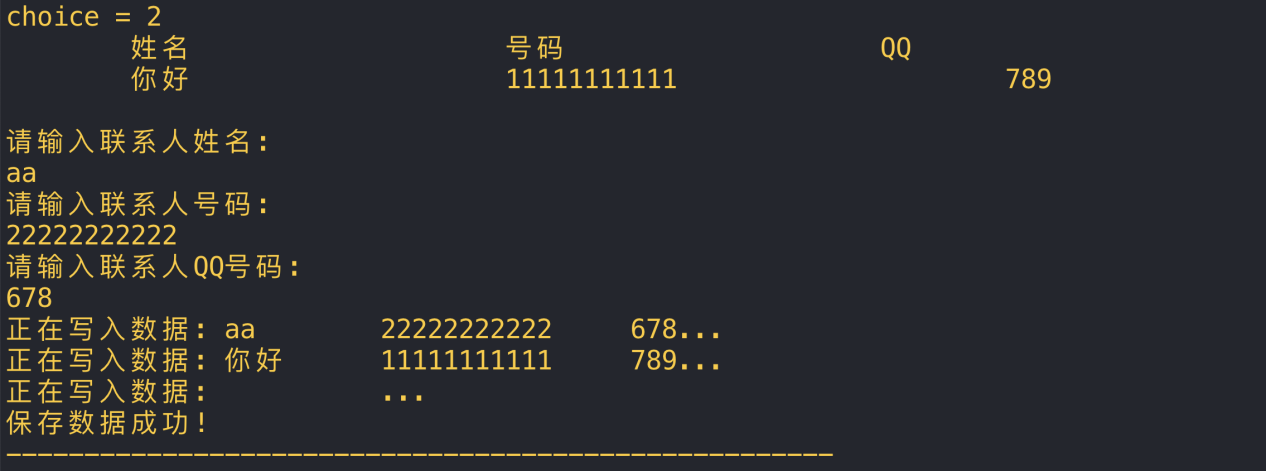 choice = 2
姓名 号码 QQ
你好 11111111111 789
请输入联系人姓名:
aa
请输入联系人号码:
22222222222
请输入联系人QQ号码:
678
正在写入数据: aa 22222222222 678...
正在写入数据: 你好 11111111111 789...
正在写入数据: ...
保存数据成功!
-----------------------------------------------------